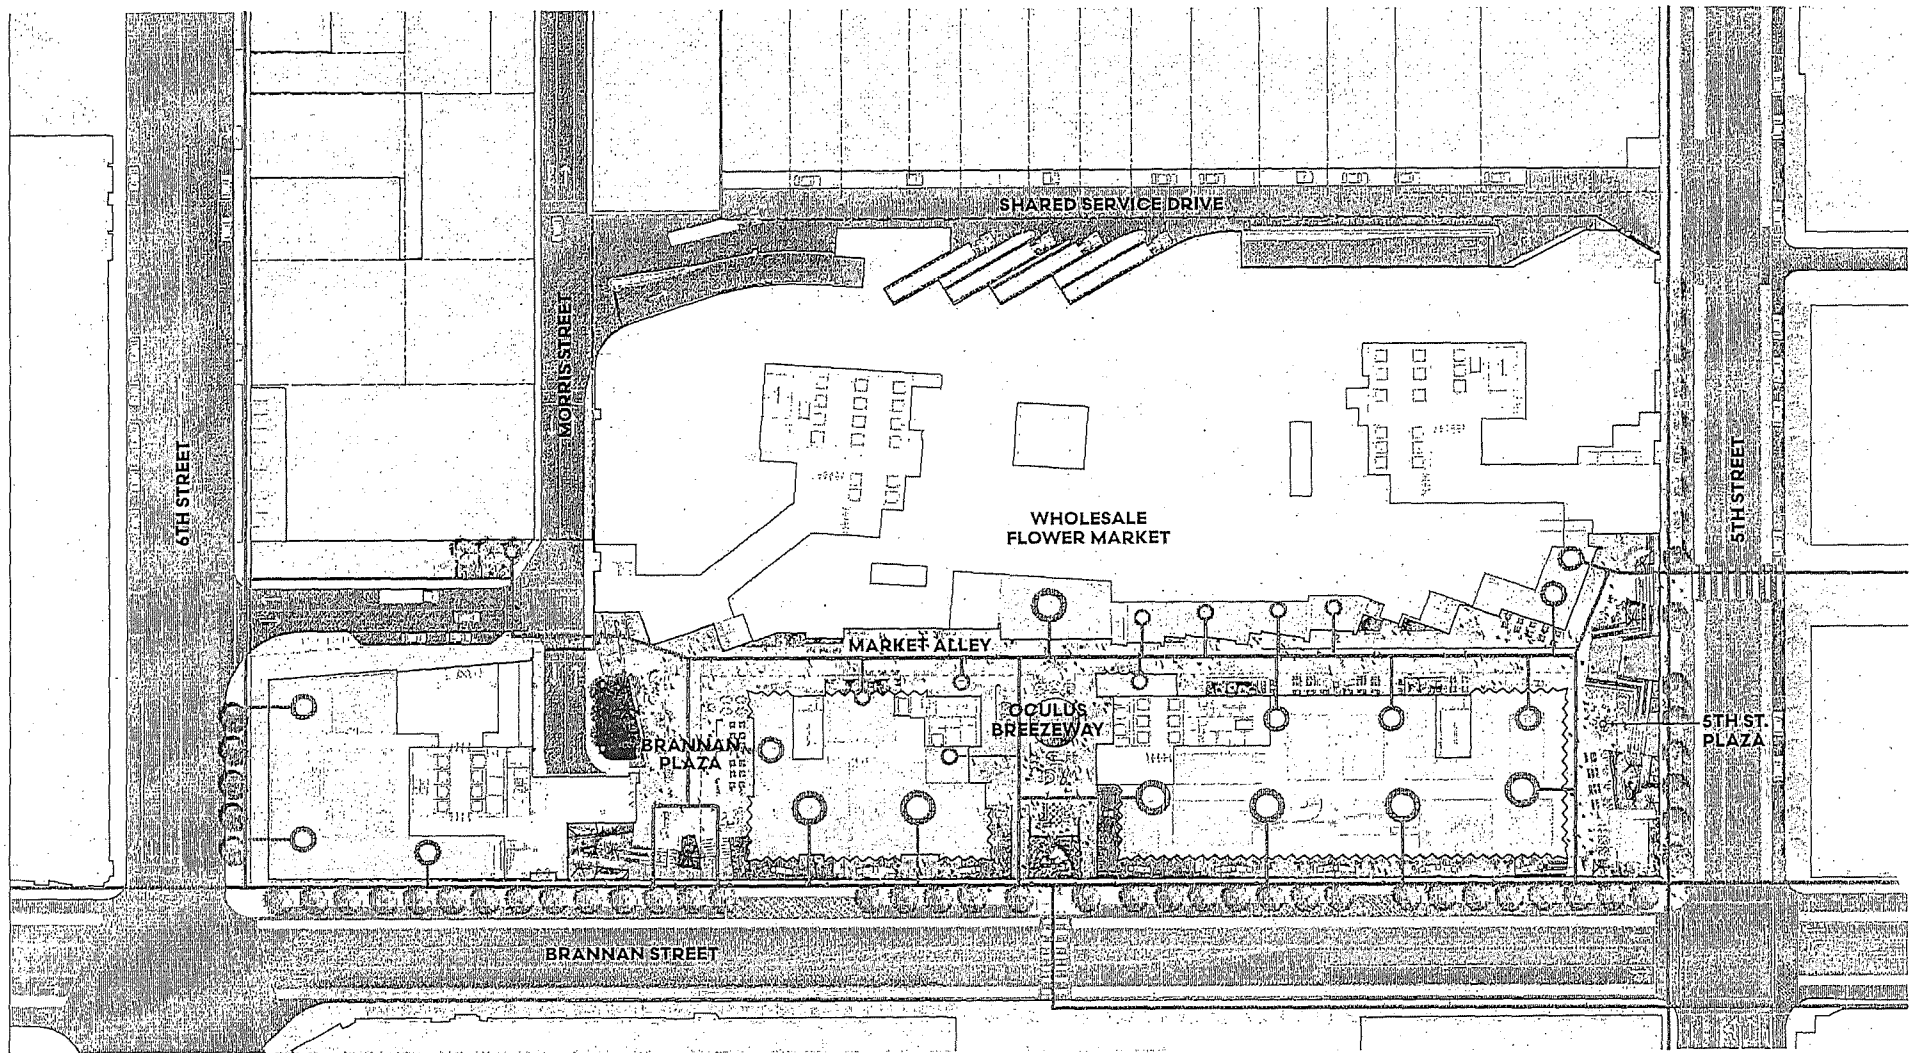 SHARED SERVICE DRIVE
MORRIS STREET
6TH STREET
5TH STREET
WHOLESALE
FLOWER MARKET
MARKET ALLEY
OCULUS
BREEZEWAY
BRANNAN
PLAZA
5TH ST.
PLAZA
BRANNAN STREET